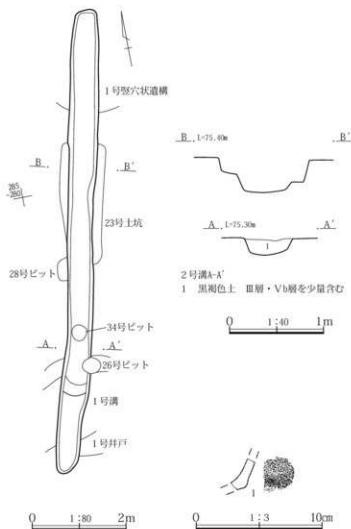 1号竪穴状遺構
B B′
285
-280
23号土坑
28号ピット
34号ピット
A A′
26号ピット
1号溝
1号井戸
0 1:80 2m
B L=75.40m B′
A L=75.30m A′
1
2号溝A-A′
1 黒褐色土 Ⅲ層・Ⅴb層を少量含む
0 1:40 1m
1
0 1:3 10cm